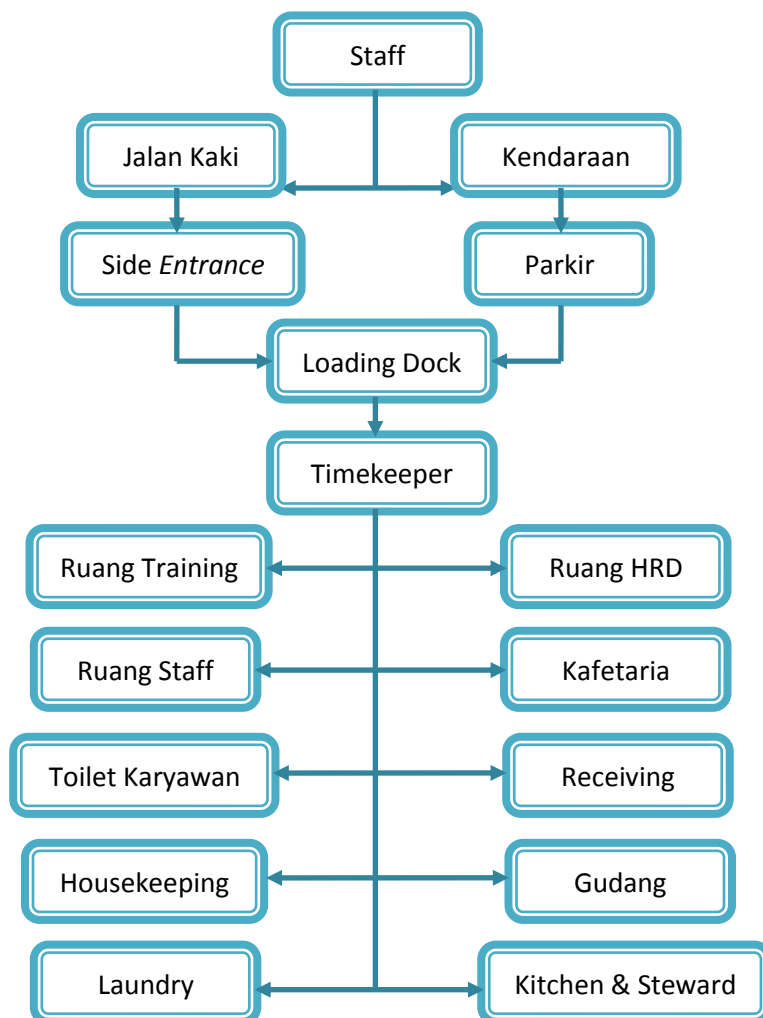 Staff
Jalan Kaki
Kendaraan
Side Entrance
Parkir
Loading Dock
Timekeeper
Ruang Training
Ruang HRD
Ruang Staff
Kafetaria
Toilet Karyawan
Receiving
Housekeeping
Gudang
Laundry
Kitchen & Steward